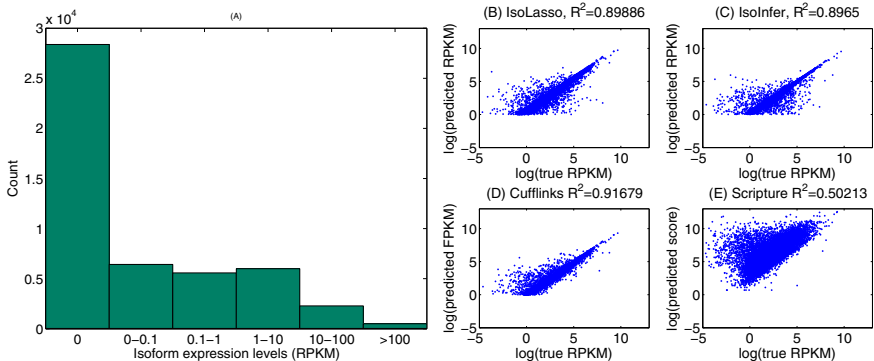 (A)
x 10^4
3
2.5
2
1.5
1
0.5
0
Count
0 0−0.1 0.1−1 1−10 10−100 >100
Isoform expression levels (RPKM)
(B) IsoLasso, R^2=0.89886
log(predicted RPKM)
10
5
0
−5
−5 0 5 10
log(true RPKM)
(C) IsoInfer, R^2=0.8965
log(predicted RPKM)
10
5
0
−5
−5 0 5 10
log(true RPKM)
(D) Cufflinks R^2=0.91679
log(predicted FPKM)
10
5
0
−5
−5 0 5 10
log(true RPKM)
(E) Scripture R^2=0.50213
log(predicted score)
10
5
0
−5
−5 0 5 10
log(true RPKM)